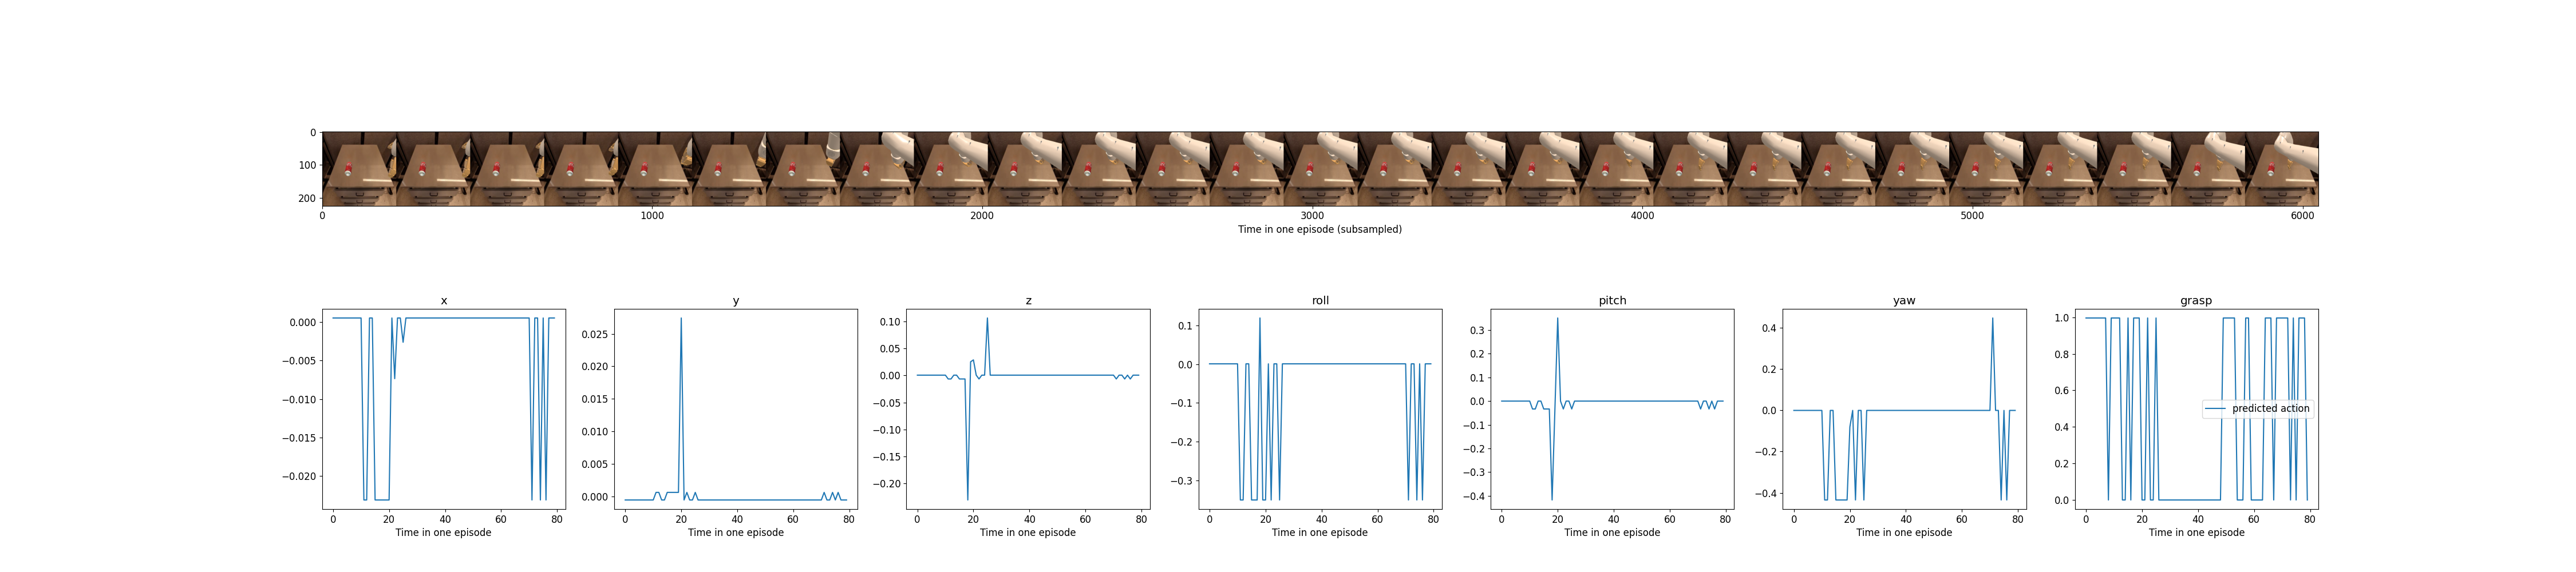 0
100
200
0 1000 2000 3000 4000 5000 6000
Time in one episode (subsampled)
x
0.000
−0.005
−0.010
−0.015
−0.020
0 20 40 60 80
Time in one episode
y
0.025
0.020
0.015
0.010
0.005
0.000
0 20 40 60 80
Time in one episode
z
0.10
0.05
0.00
−0.05
−0.10
−0.15
−0.20
0 20 40 60 80
Time in one episode
roll
0.1
0.0
−0.1
−0.2
−0.3
0 20 40 60 80
Time in one episode
pitch
0.3
0.2
0.1
0.0
−0.1
−0.2
−0.3
−0.4
0 20 40 60 80
Time in one episode
yaw
0.4
0.2
0.0
−0.2
−0.4
0 20 40 60 80
Time in one episode
grasp
1.0
0.8
0.6
0.4
0.2
0.0
predicted action
0 20 40 60 80
Time in one episode